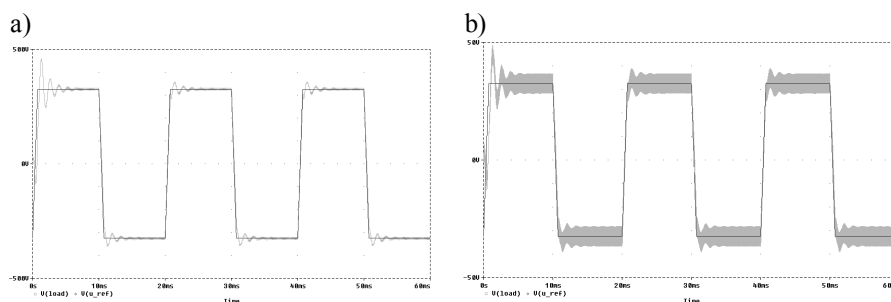 a)
500V
0V
-500V
0s 10ms 20ms 30ms 40ms 50ms 60ms
V(load) V(u_ref)
Time
b)
50V
0V
-50V
0s 10ms 20ms 30ms 40ms 50ms 60ms
V(load) V(u_ref)
Time